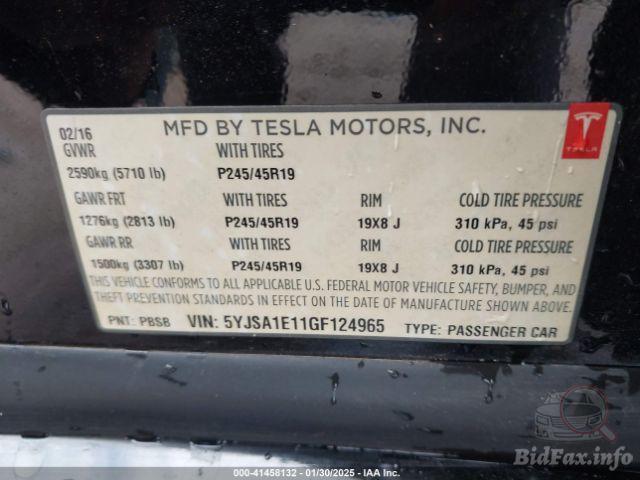 02/16 MFD BY TESLA MOTORS, INC.
TESLA
GVWR WITH TIRES
2590kg (5710 lb) P245/45R19
GAWR FRT WITH TIRES RIM COLD TIRE PRESSURE
1276kg (2813 lb) P245/45R19 19X8 J 310 kPa, 45 psi
GAWR RR WITH TIRES RIM COLD TIRE PRESSURE
1500kg (3307 lb) P245/45R19 19X8 J 310 kPa, 45 psi
THIS VEHICLE CONFORMS TO ALL APPLICABLE U.S. FEDERAL MOTOR VEHICLE SAFETY, BUMPER, AND
THEFT PREVENTION STANDARDS IN EFFECT ON THE DATE OF MANUFACTURE SHOWN ABOVE.
PNT: PBSB VIN: 5YJSA1E11GF124965 TYPE: PASSENGER CAR
BidFax.info
000-41458132 - 01/30/2025 - IAA Inc.